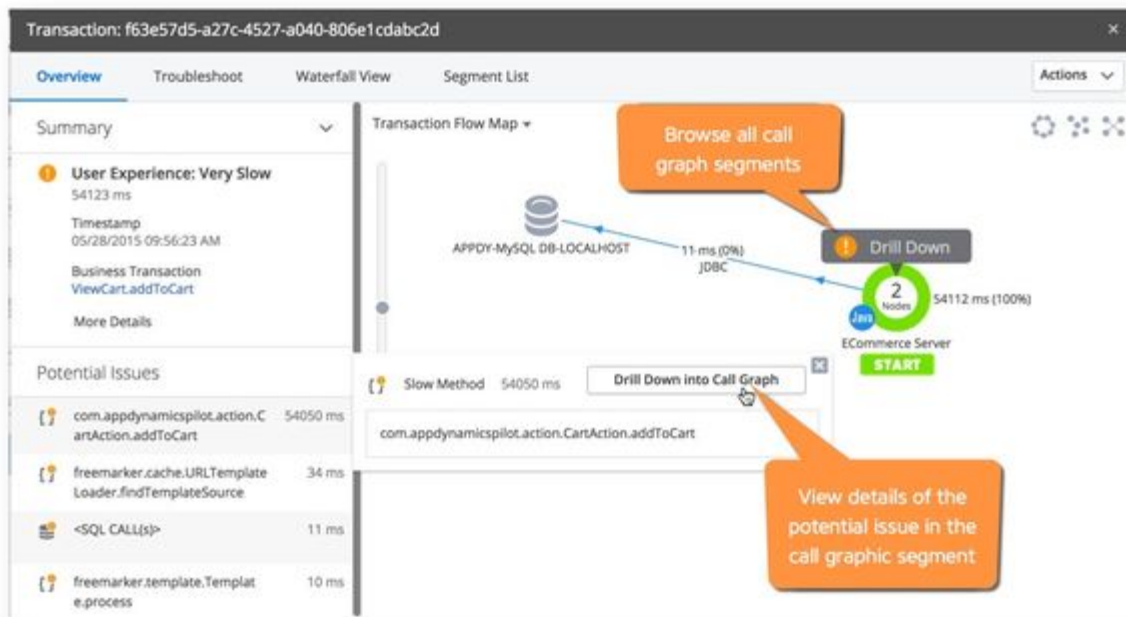 Transaction: f63e57d5-a27c-4527-a040-806e1cdabc2d
Overview
Troubleshoot
Waterfall View
Segment List
Actions
Summary
User Experience: Very Slow
54123 ms
Timestamp
05/28/2015 09:56:23 AM
Business Transaction
ViewCart.addToCart
More Details
Potential Issues
com.appdynamicspilot.action.C
artAction.addToCart
54050 ms
freemarker.cache.URLTemplate
Loader.findTemplateSource
34 ms
<SQL CALL(s)>
11 ms
freemarker.template.Templat
e.process
10 ms
Transaction Flow Map
Browse all call
graph segments
APPDY-MySQL DB-LOCALHOST
11 ms (0%)
JDBC
Drill Down
2
Nodes
54112 ms (100%)
Java
ECommerce Server
START
Slow Method 54050 ms
Drill Down into Call Graph
com.appdynamicspilot.action.CartAction.addToCart
View details of the
potential issue in the
call graphic segment